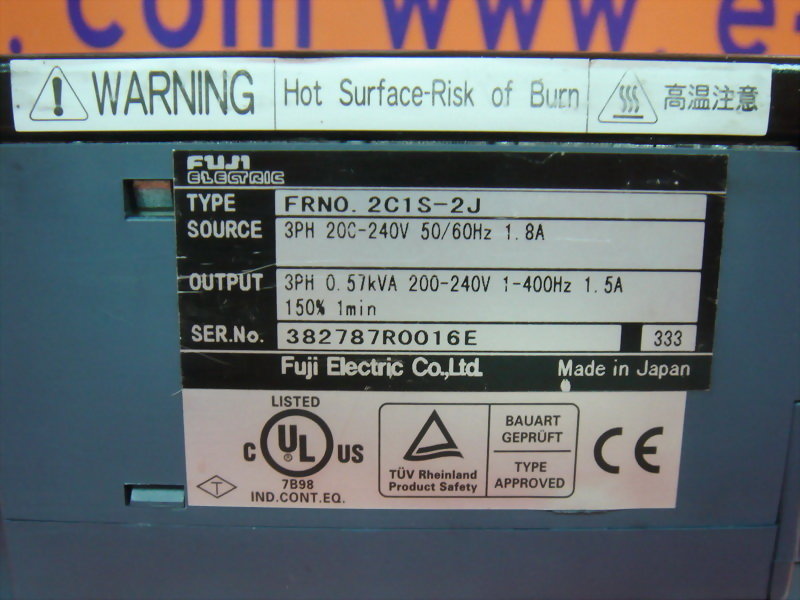 .com www.e-
WARNING Hot Surface-Risk of Burn 高温注意
FUJI
ELECTRIC
TYPE FRN0.2C1S-2J
SOURCE 3PH 200-240V 50/60Hz 1.8A
OUTPUT 3PH 0.57kVA 200-240V 1-400Hz 1.5A
150% 1min
SER.No. 382787R0016E 333
Fuji Electric Co.,Ltd. Made in Japan
LISTED
C UL US
®
7B98
IND.CONT.EQ.
T
TÜV Rheinland
Product Safety
BAUART
GEPRÜFT
TYPE
APPROVED
CE